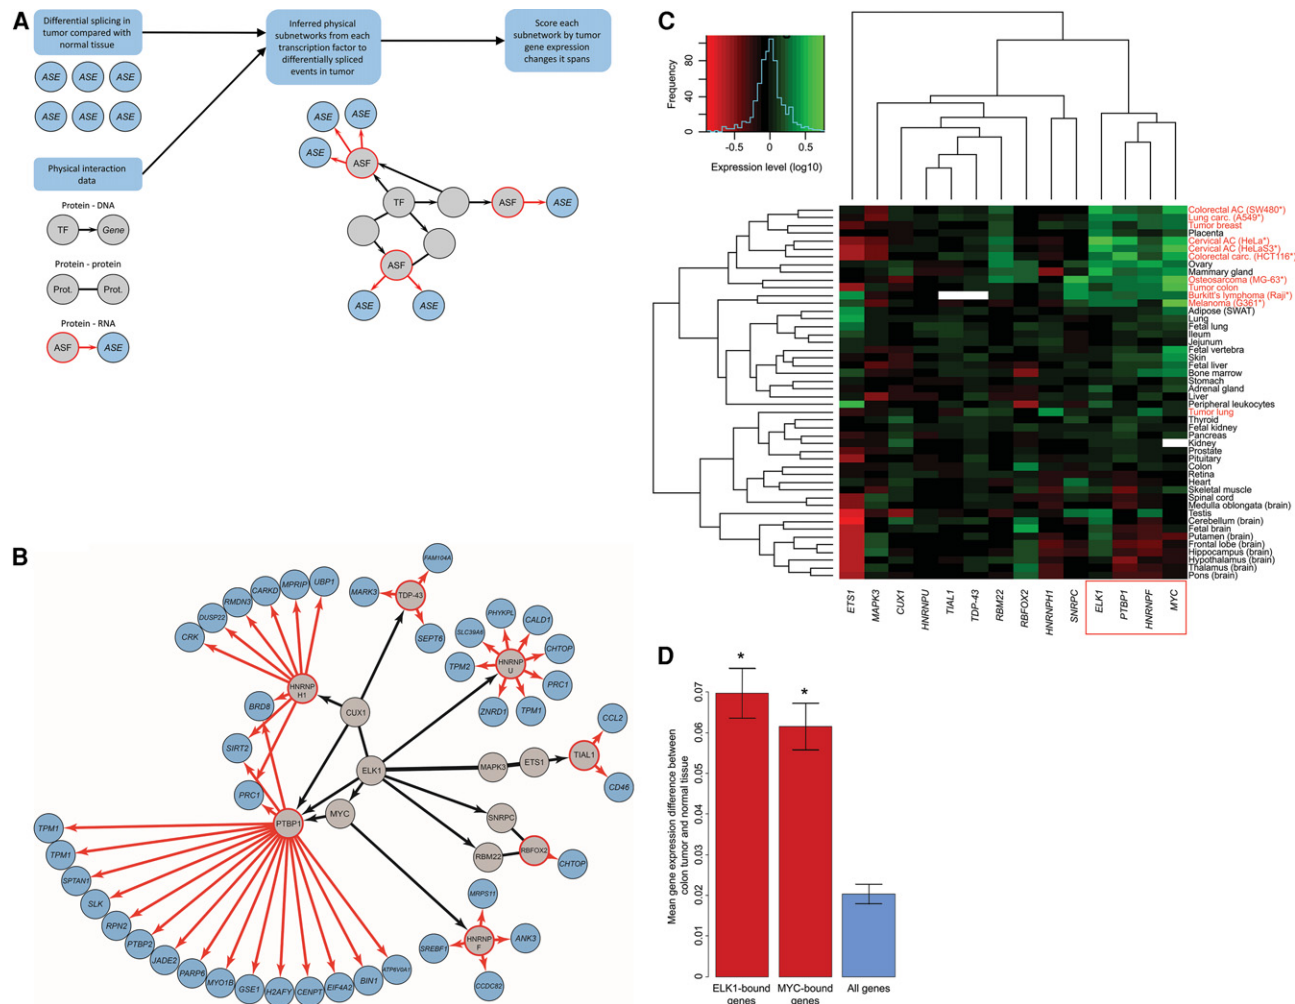 A
Differential splicing in
tumor compared with
normal tissue
Inferred physical
subnetworks from each
transcription factor to
differentially spliced
events in tumor
Score each
subnetwork by tumor
gene expression
changes it spans
ASE ASE ASE
ASE ASE ASE
Physical interaction
data
Protein - DNA
TF Gene
Protein - protein
Prot. Prot.
Protein - RNA
ASF ASE
ASE ASE
ASE
ASF
TF
ASF ASE
ASF
ASE ASE
B
FAM104A
MARK3
TDP-43
SEPT6
UBP1
MPRIP
CARKD
RMDN3
DUSP22
CRK
HNRNP
H1
BRD8
SIRT2
PRC1
PHYKPL
SLC39A6
CALD1
TPM2
HNRNP
U
CHTOP
PRC1
ZNRD1
TPM1
CUX1
ELK1
MAPK3
ETS1
TIAL1
CCL2
CD46
MYC
PTBP1
SNRPC
RBM22
RBFOX2
CHTOP
TPM1
TPM1
SPTAN1
SLK
RPN2
PTBP2
JADE2
PARP6
MYO1B
GSE1
H2AFY
CENPT
EIF4A2
BIN1
ATP6V0A1
MRPS11
SREBF1
HNRNP
F
ANK3
CCDC82
C
Frequency
0 40 80
-0.5 0 0.5
Expression level (log10)
Colorectal AC (SW480*)
Lung carc. (A549*)
Tumor breast
Placenta
Cervical AC (HeLa*)
Cervical AC (HeLaS3*)
Colorectal carc. (HCT116*)
Ovary
Mammary gland
Osteosarcoma (MG-63*)
Tumor colon
Burkitt's lymphoma (Raji*)
Melanoma (G361*)
Adipose (SWAT)
Lung
Fetal lung
Ileum
Jejunum
Fetal vertebra
Skin
Fetal liver
Bone marrow
Stomach
Adrenal gland
Liver
Peripheral leukocytes
Tumor lung
Thyroid
Fetal kidney
Pancreas
Kidney
Prostate
Pituitary
Colon
Retina
Heart
Skeletal muscle
Spinal cord
Medulla oblongata (brain)
Testis
Cerebellum (brain)
Fetal brain
Putamen (brain)
Frontal lobe (brain)
Hippocampus (brain)
Hypothalamus (brain)
Thalamus (brain)
Pons (brain)
ETS1 MAPK3 CUX1 HNRNPU TIAL1 TDP-43 RBM22 RBFOX2 HNRNPH1 SNRPC ELK1 PTBP1 HNRNPF MYC
D
Mean gene expression difference between
colon tumor and normal tissue
0.07
0.06
0.05
0.04
0.03
0.02
0.01
0
* *
ELK1-bound
genes
MYC-bound
genes
All genes